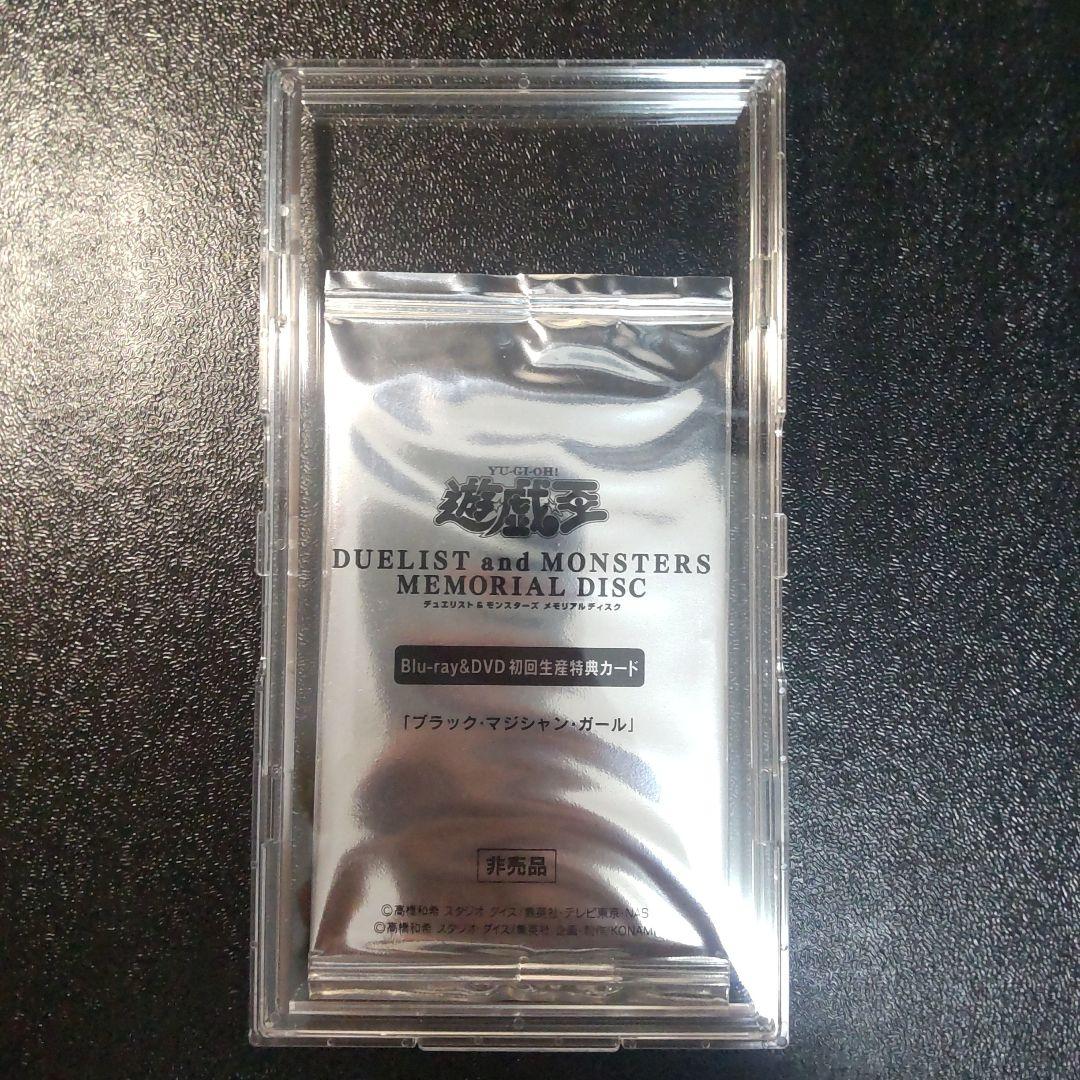 YU-GI-OH!
遊戯王
DUELIST and MONSTERS
MEMORIAL DISC
デュエリスト&モンスターズ メモリアルディスク
Blu-ray&DVD 初回生産特典カード
「ブラック・マジシャン・ガール」
非売品
©高橋和希 スタジオ ダイス/集英社・テレビ東京・NAS
©高橋和希 スタジオ ダイス/集英社 企画・制作/KONAMI